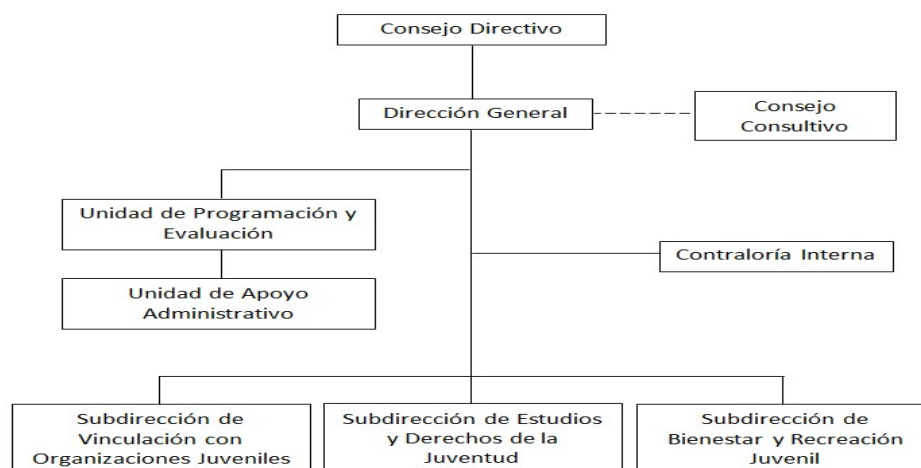 Consejo Directivo
Dirección General
Consejo
Consultivo
Unidad de Programación y
Evaluación
Contraloría Interna
Unidad de Apoyo
Administrativo
Subdirección de
Vinculación con
Organizaciones Juveniles
Subdirección de Estudios
y Derechos de la
Juventud
Subdirección de
Bienestar y Recreación
Juvenil